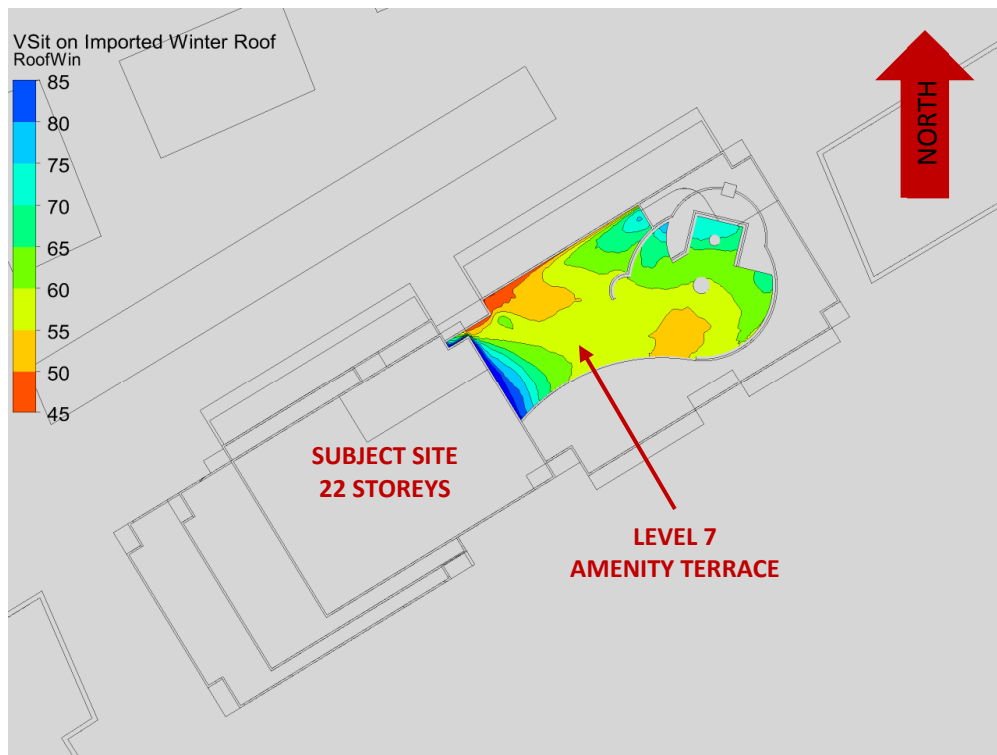 VSit on Imported Winter Roof
RoofWin
85
80
75
70
65
60
55
50
45
NORTH
SUBJECT SITE
22 STOREYS
LEVEL 7
AMENITY TERRACE